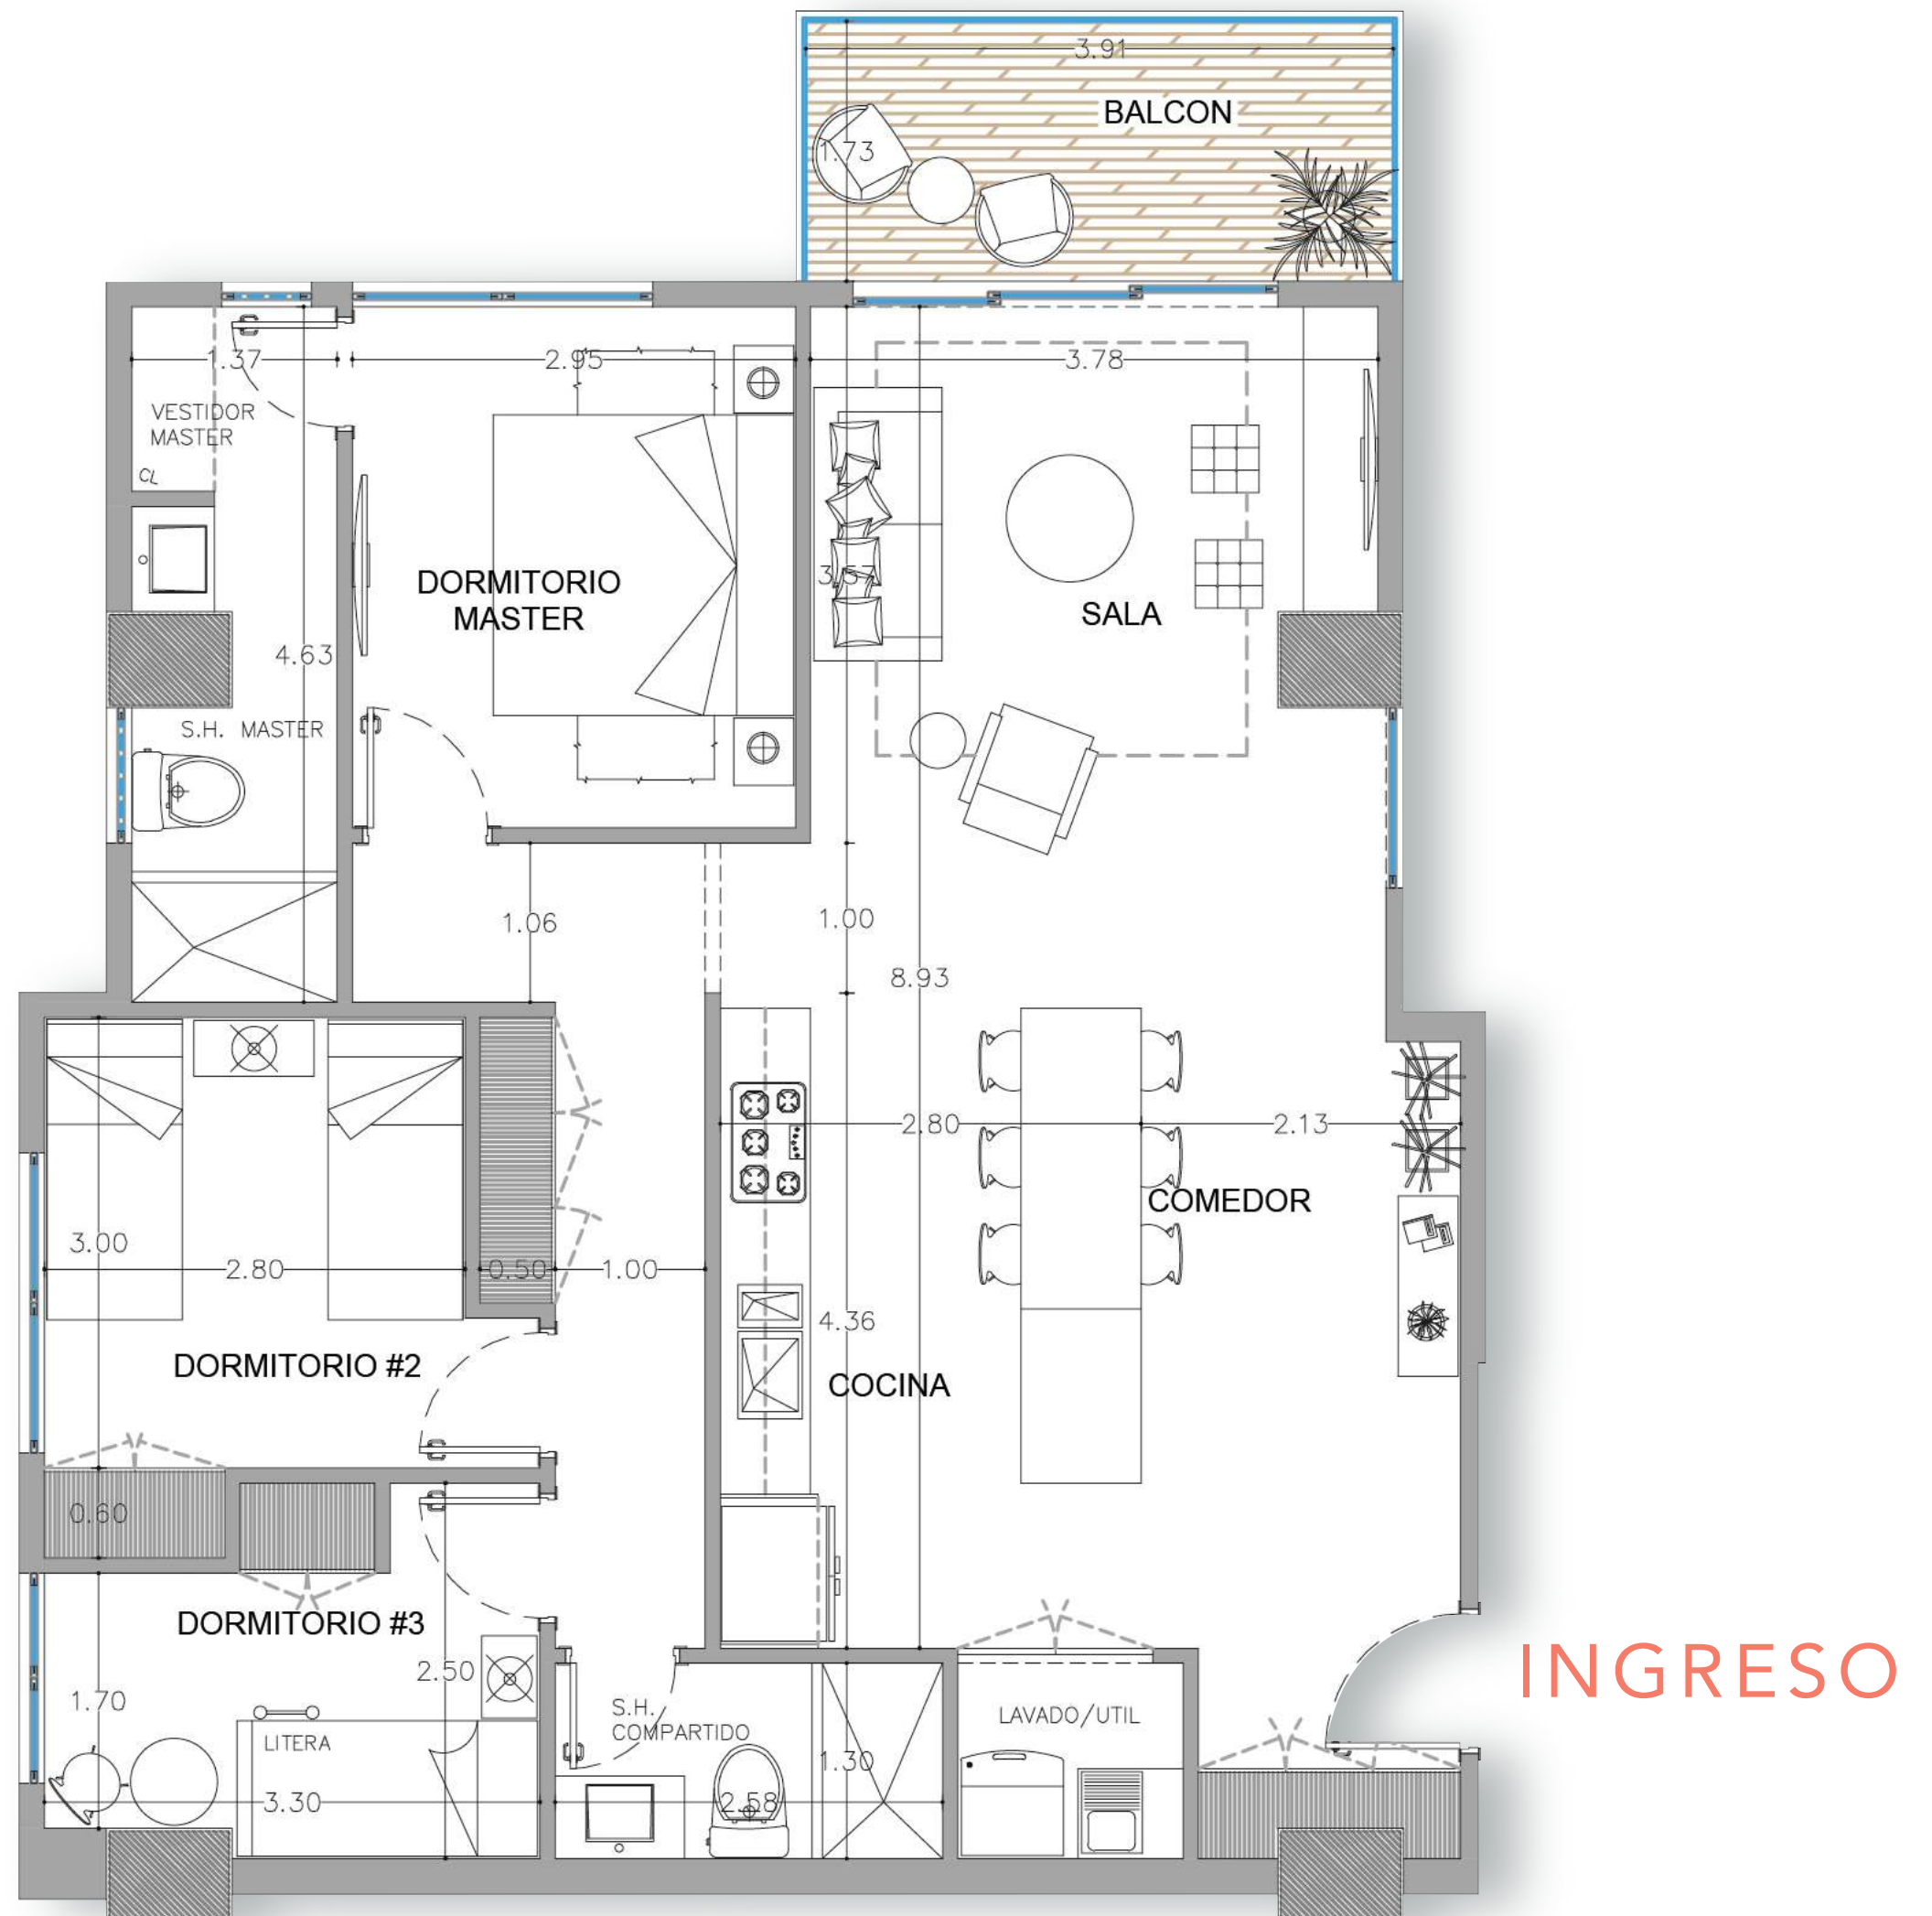 3.91
BALCON
1.73
1.37
2.95
3.78
VESTIDOR
MASTER
CL
DORMITORIO
MASTER
3.57
SALA
4.63
S.H. MASTER
1.06
1.00
8.93
2.80
2.13
COMEDOR
3.00
2.80
0.50
1.00
4.36
DORMITORIO #2
COCINA
0.60
DORMITORIO #3
INGRESO
2.50
1.70
S.H.
COMPARTIDO
LAVADO/UTIL
LITERA
1.30
3.30
2.58